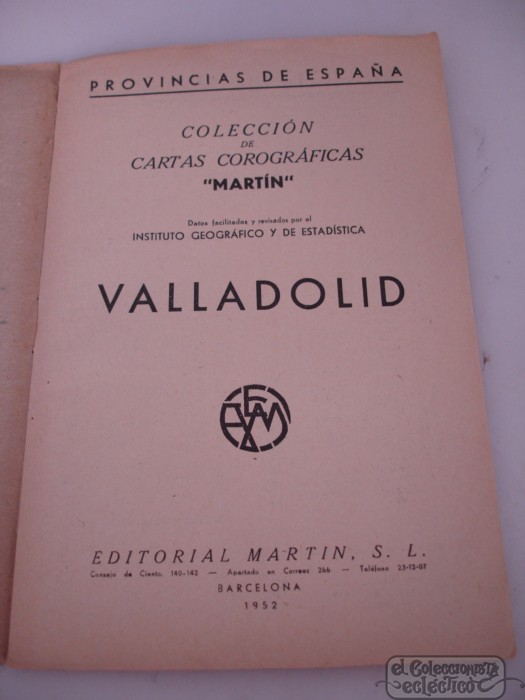 PROVINCIAS DE ESPAÑA
COLECCIÓN
DE
CARTAS COROGRÁFICAS
"MARTÍN"
Datos facilitados y revisados por el
INSTITUTO GEOGRÁFICO Y DE ESTADÍSTICA
VALLADOLID
EDITORIAL MARTIN, S. L.
Consejo de Ciento, 140-142 — Apartado en Correos 266 — Teléfono 23-12-07
BARCELONA
1952
el Coleccionista
ecléctico